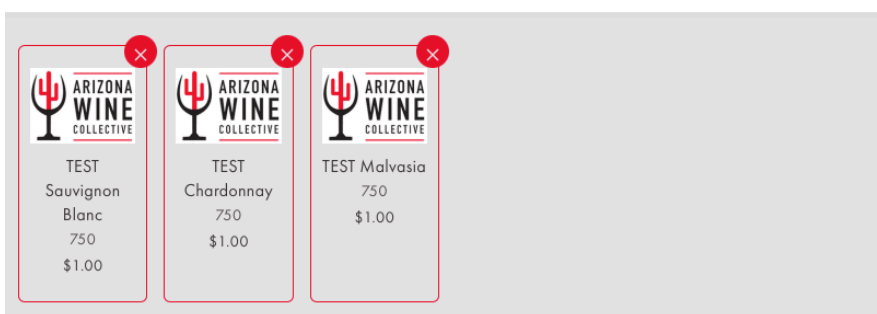 ARIZONA
WINE
COLLECTIVE
TEST
Sauvignon
Blanc
750
$1.00
ARIZONA
WINE
COLLECTIVE
TEST
Chardonnay
750
$1.00
ARIZONA
WINE
COLLECTIVE
TEST Malvasia
750
$1.00